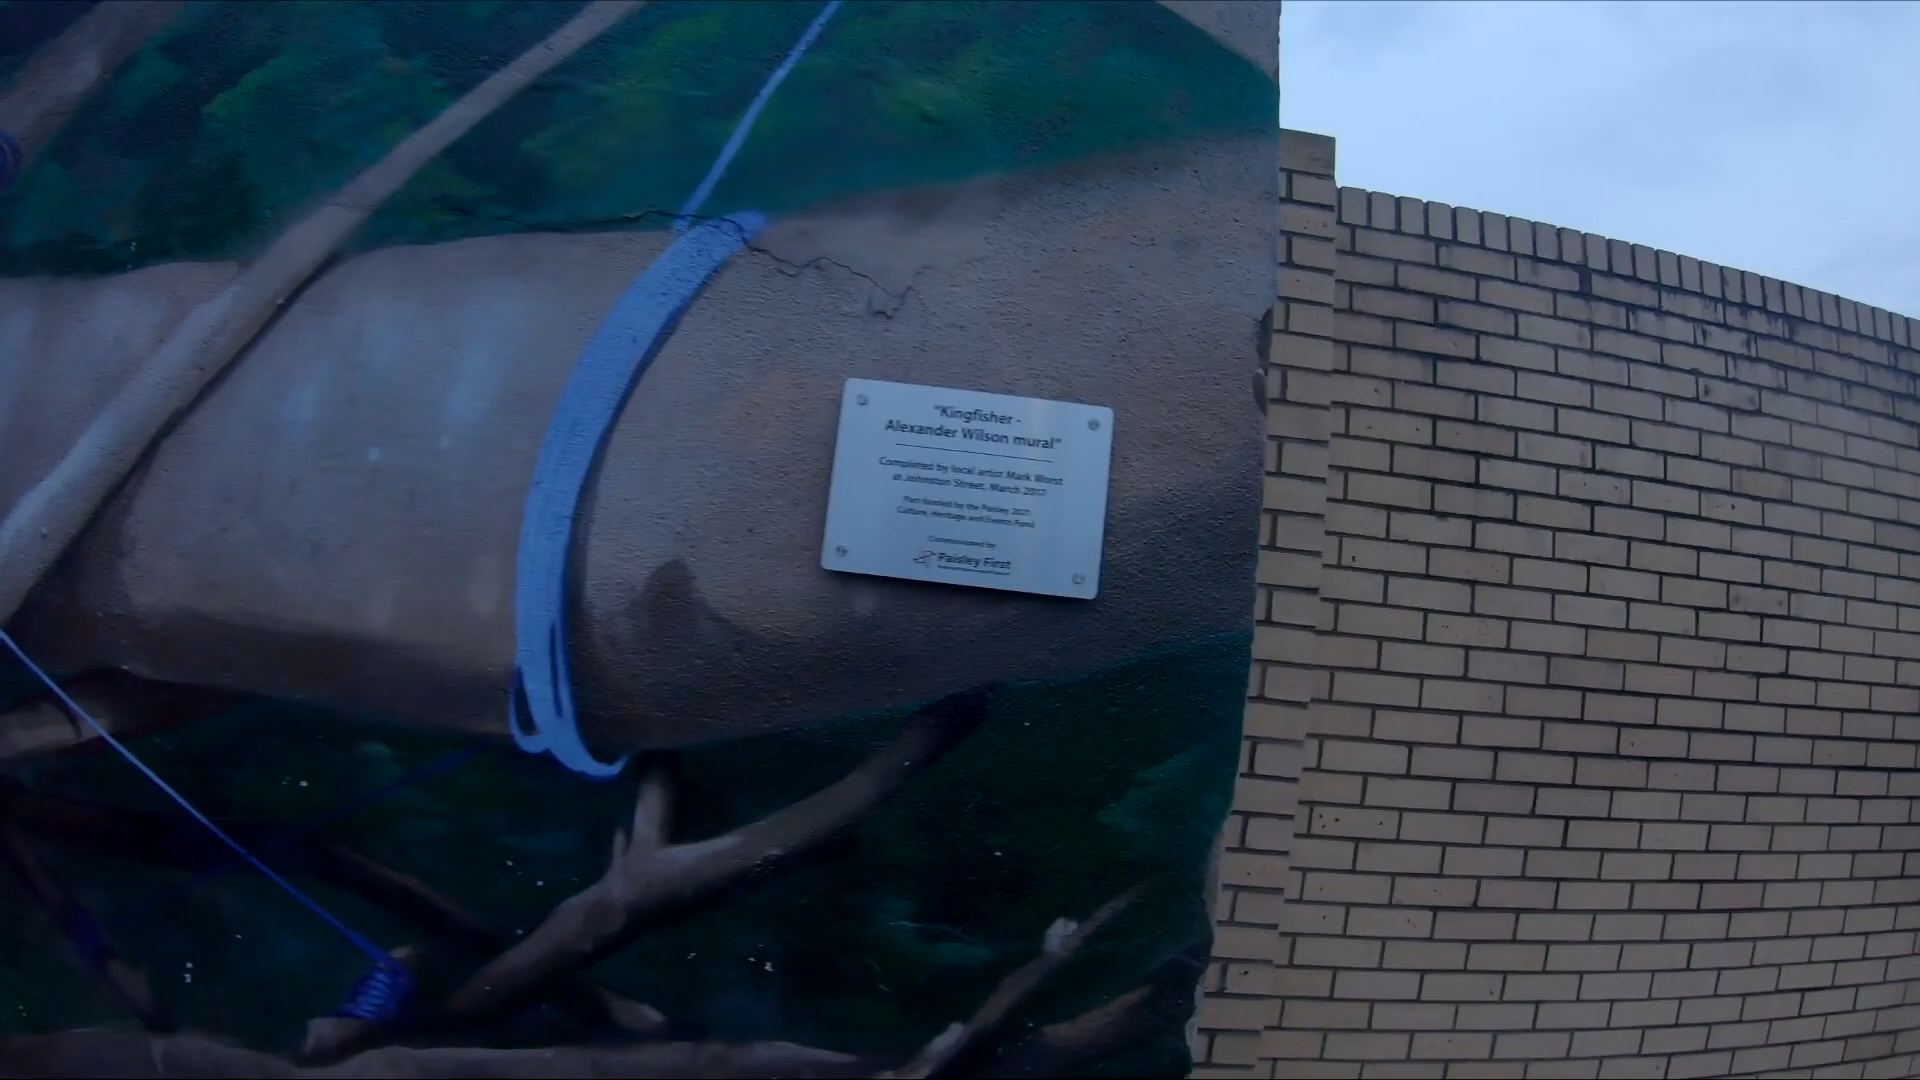 "Kingfisher -
Alexander Wilson mural"
Completed by local artist Mark Worst
at Johnston Street, March 2017
Part-funded by the Paisley 2021
Culture, Heritage and Events Fund
Commissioned by
Paisley First